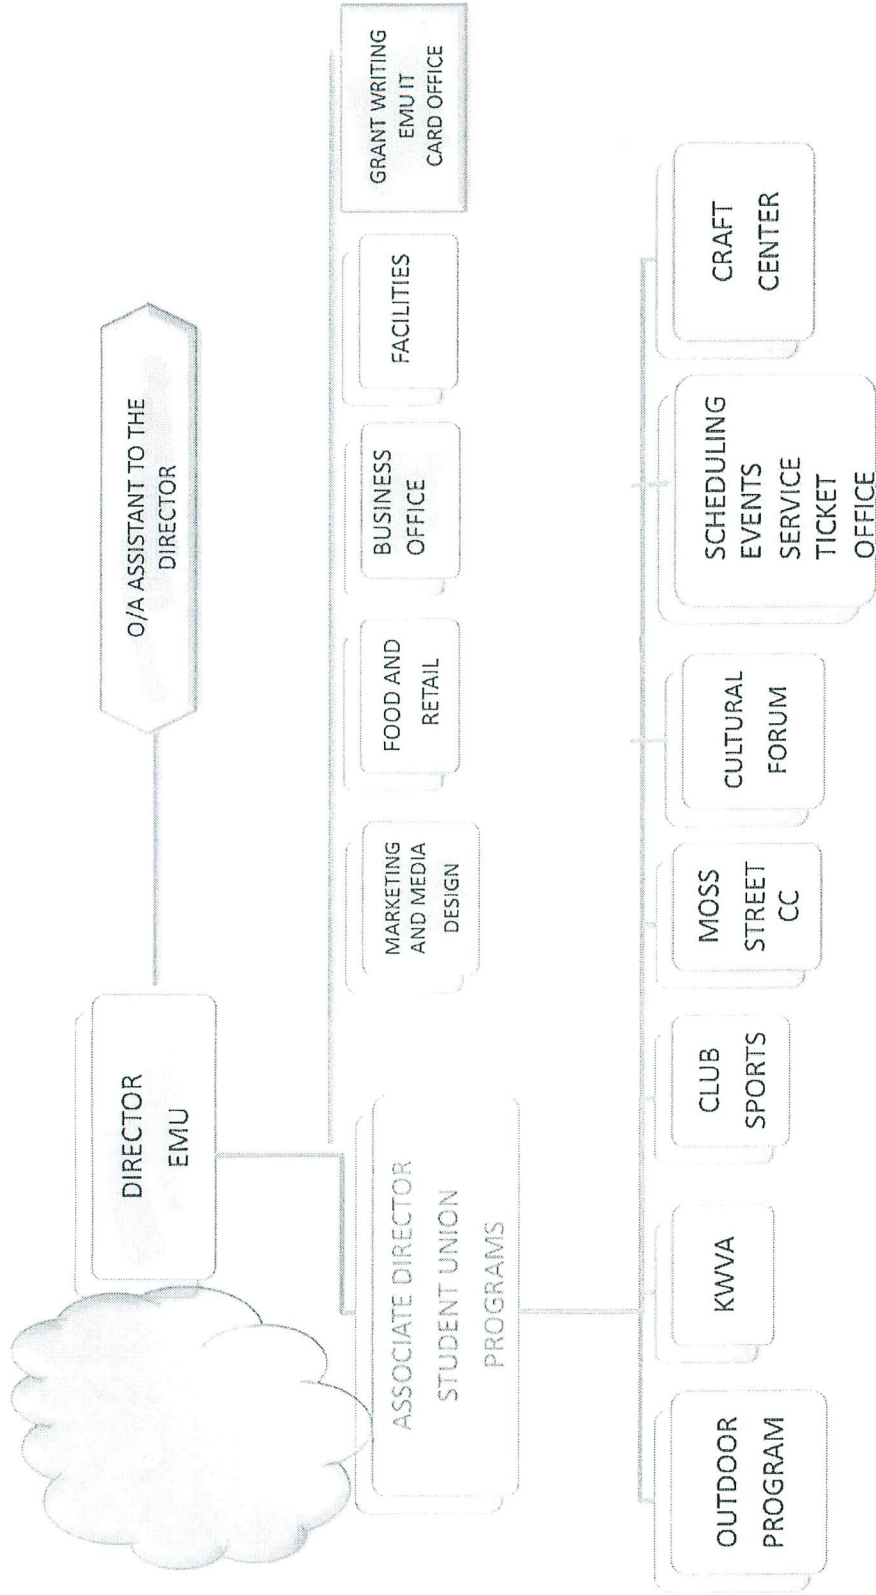 DIRECTOR
EMU
O/A ASSISTANT TO THE
DIRECTOR
ASSOCIATE DIRECTOR
STUDENT UNION
PROGRAMS
MARKETING
AND MEDIA
DESIGN
FOOD AND
RETAIL
BUSINESS
OFFICE
FACILITIES
GRANT WRITING
EMU IT
CARD OFFICE
OUTDOOR
PROGRAM
KWVA
CLUB
SPORTS
MOSS
STREET
CC
CULTURAL
FORUM
SCHEDULING
EVENTS
SERVICE
TICKET
OFFICE
CRAFT
CENTER